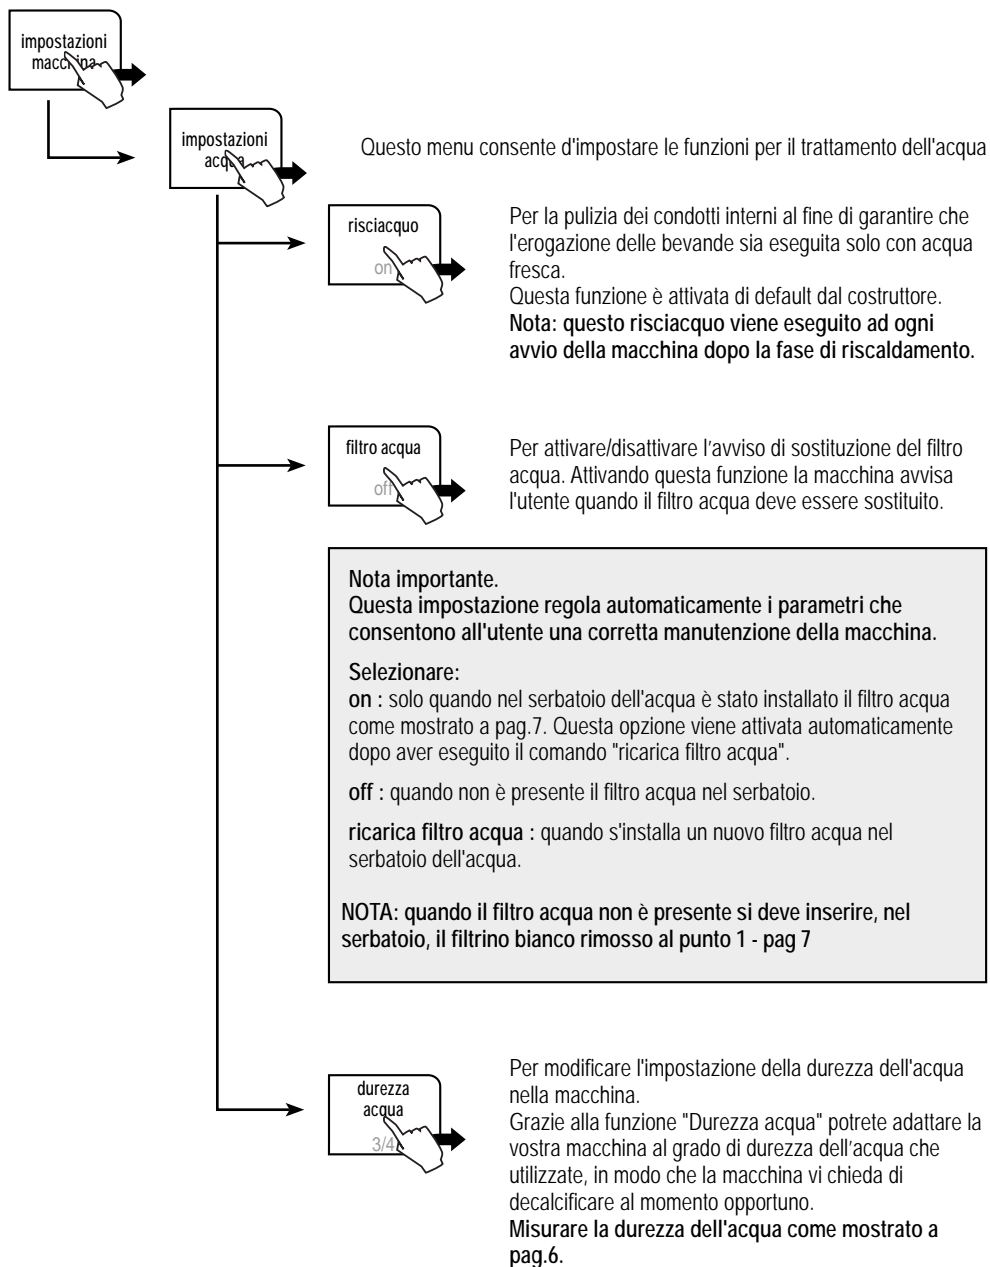 impostazioni
macchina
impostazioni
acqua
Questo menu consente d'impostare le funzioni per il trattamento dell'acqua
risciacquo
on
Per la pulizia dei condotti interni al fine di garantire che
l'erogazione delle bevande sia eseguita solo con acqua
fresca.
Questa funzione è attivata di default dal costruttore.
Nota: questo risciacquo viene eseguito ad ogni
avvio della macchina dopo la fase di riscaldamento.
filtro acqua
off
Per attivare/disattivare l'avviso di sostituzione del filtro
acqua. Attivando questa funzione la macchina avvisa
l'utente quando il filtro acqua deve essere sostituito.
Nota importante.
Questa impostazione regola automaticamente i parametri che
consentono all'utente una corretta manutenzione della macchina.
Selezionare:
on : solo quando nel serbatoio dell'acqua è stato installato il filtro acqua
come mostrato a pag.7. Questa opzione viene attivata automaticamente
dopo aver eseguito il comando "ricarica filtro acqua".
off : quando non è presente il filtro acqua nel serbatoio.
ricarica filtro acqua : quando s'installa un nuovo filtro acqua nel
serbatoio dell'acqua.
NOTA: quando il filtro acqua non è presente si deve inserire, nel
serbatoio, il filtrino bianco rimosso al punto 1 - pag 7
durezza
acqua
3/4
Per modificare l'impostazione della durezza dell'acqua
nella macchina.
Grazie alla funzione "Durezza acqua" potrete adattare la
vostra macchina al grado di durezza dell'acqua che
utilizzate, in modo che la macchina vi chieda di
decalcificare al momento opportuno.
Misurare la durezza dell'acqua come mostrato a
pag.6.